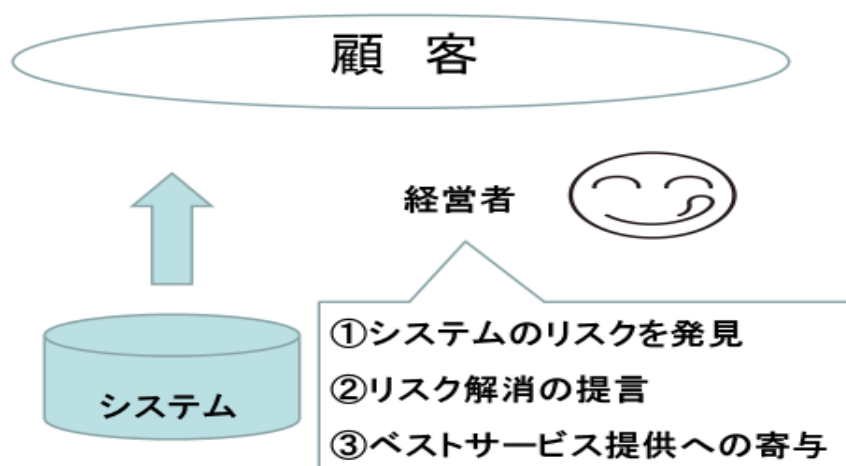 顧 客
経営者
システム
①システムのリスクを発見
②リスク解消の提言
③ベストサービス提供への寄与